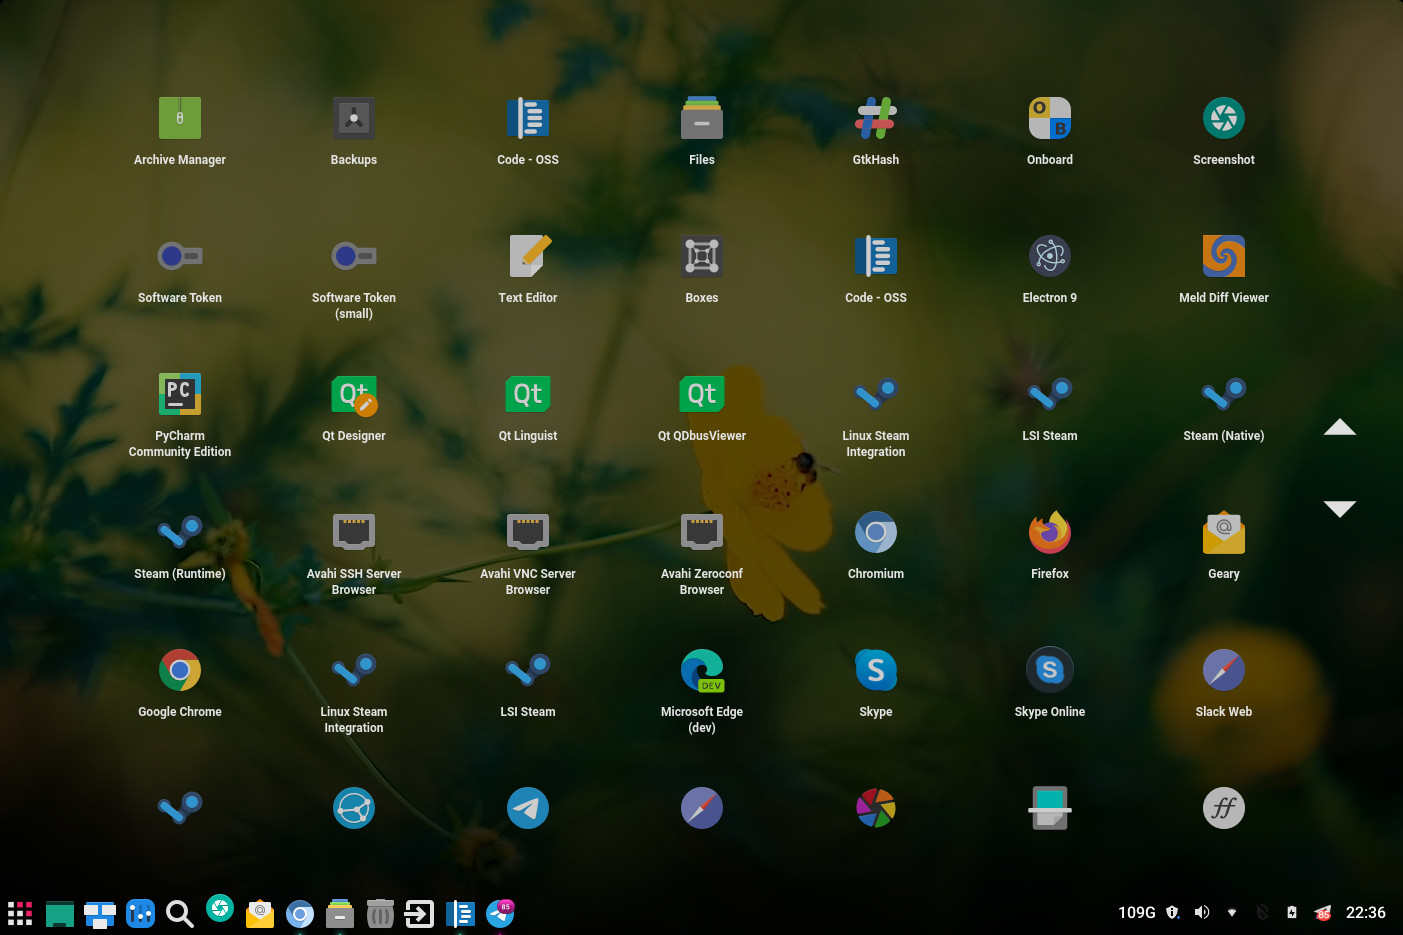 Archive Manager
Backups
Code - OSS
Files
GtkHash
O
B
Onboard
Screenshot
Software Token
Software Token
(small)
Text Editor
Boxes
Code - OSS
Electron 9
Meld Diff Viewer
PC
PyCharm
Community Edition
Qt
Qt Designer
Qt
Qt Linguist
Qt
Qt QDbusViewer
Linux Steam
Integration
LSI Steam
Steam (Native)
Steam (Runtime)
Avahi SSH Server
Browser
Avahi VNC Server
Browser
Avahi Zeroconf
Browser
Chromium
Firefox
@
Geary
Google Chrome
Linux Steam
Integration
LSI Steam
DEV
Microsoft Edge
(dev)
S
Skype
S
Skype Online
Slack Web
ff
@
85
109G
85
22:36